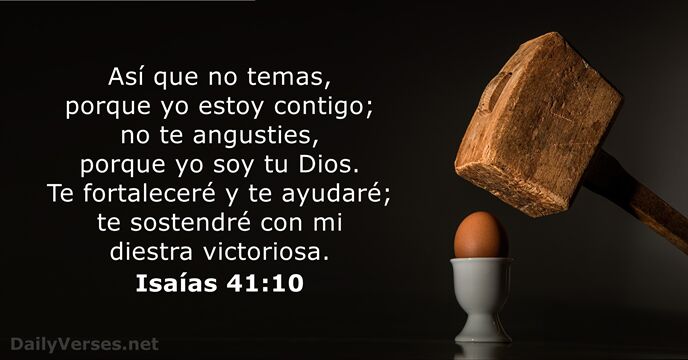 Así que no temas,
porque yo estoy contigo;
no te angusties,
porque yo soy tu Dios.
Te fortaleceré y te ayudaré;
te sostendré con mi
diestra victoriosa.
Isaías 41:10
DailyVerses.net